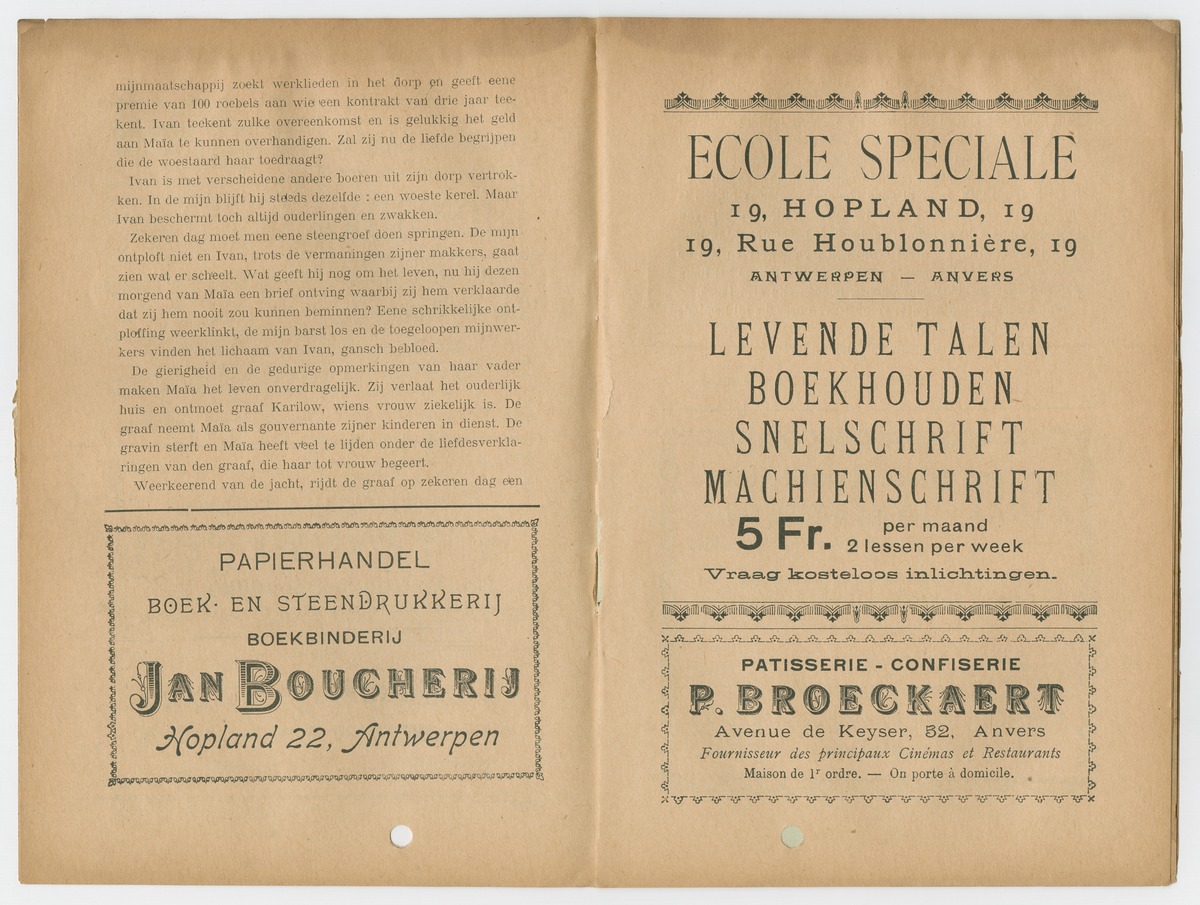 mijnmaatschappij zoekt werklieden in het dorp en geeft eene
premie van 100 roebels aan wie een kontrakt van drie jaar tee-
kent. Ivan teekent zulke overeenkomst en is gelukkig het geld
aan Maïa te kunnen overhandigen. Zal zij nu de liefde begrijpen
die de woestaard haar toedraagt?
Ivan is met verscheidene andere boeren uit zijn dorp vertrok-
ken. In de mijn blijft hij steeds dezelfde : een woeste kerel. Maar
Ivan beschermt toch altijd ouderlingen en zwakken.
Zekeren dag moet men eene steengroef doen springen. De mijn
ontploft niet en Ivan, trots de vermaningen zijner makkers, gaat
zien wat er scheelt. Wat geeft hij nog om het leven, nu hij dezen
morgend van Maïa een brief ontving waarbij zij hem verklaarde
dat zij hem nooit zou kunnen beminnen? Eene schrikkelijke ont-
ploffing weerklinkt, de mijn barst los en de toegeloopen mijnwer-
kers vinden het lichaam van Ivan, gansch bebloed.
De gierigheid en de gedurige opmerkingen van haar vader
maken Maïa het leven onverdragelijk. Zij verlaat het ouderlijk
huis en ontmoet graaf Karilow, wiens vrouw ziekelijk is. De
graaf neemt Maïa als gouvernante zijner kinderen in dienst. De
gravin sterft en Maïa heeft veel te lijden onder de liefdesverkla-
ringen van den graaf, die haar tot vrouw begeert.
Weerkeerend van de jacht, rijdt de graaf op zekeren dag een
PAPIERHANDEL
BOEK- EN STEENDRUKKERIJ
BOEKBINDERIJ
JAN BOUCHERIJ
Hopland 22, Antwerpen
ECOLE SPECIALE
19, HOPLAND, 19
19, Rue Houblonnière, 19
ANTWERPEN — ANVERS
LEVENDE TALEN
BOEKHOUDEN
SNELSCHRIFT
MACHIENSCHRIFT
5 Fr. per maand
2 lessen per week
Vraag kosteloos inlichtingen.
PATISSERIE - CONFISERIE
P. BROECKAERT
Avenue de Keyser, 52, Anvers
Fournisseur des principaux Cinémas et Restaurants
Maison de 1r ordre. — On porte à domicile.